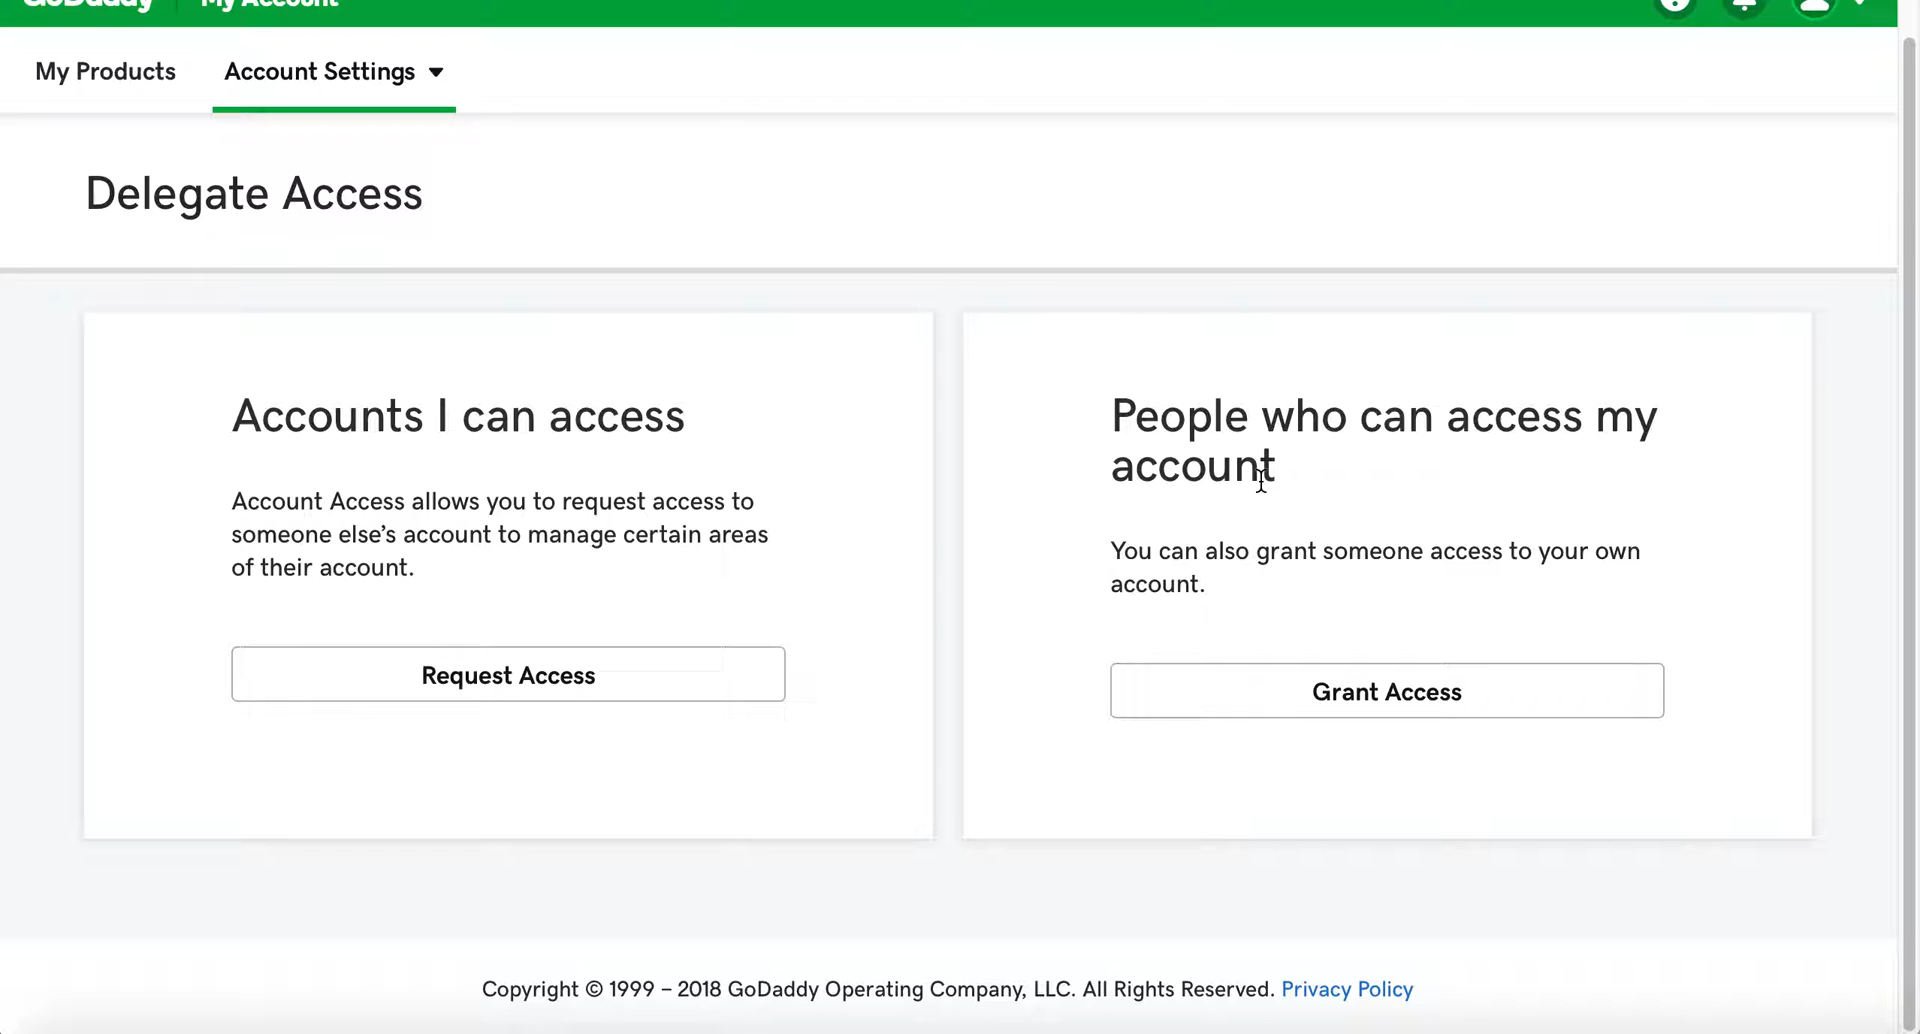 GoDaddy My Account
My Products Account Settings
Delegate Access
Accounts I can access
Account Access allows you to request access to
someone else’s account to manage certain areas
of their account.
Request Access
People who can access my
account
You can also grant someone access to your own
account.
Grant Access
Copyright © 1999 – 2018 GoDaddy Operating Company, LLC. All Rights Reserved. Privacy Policy